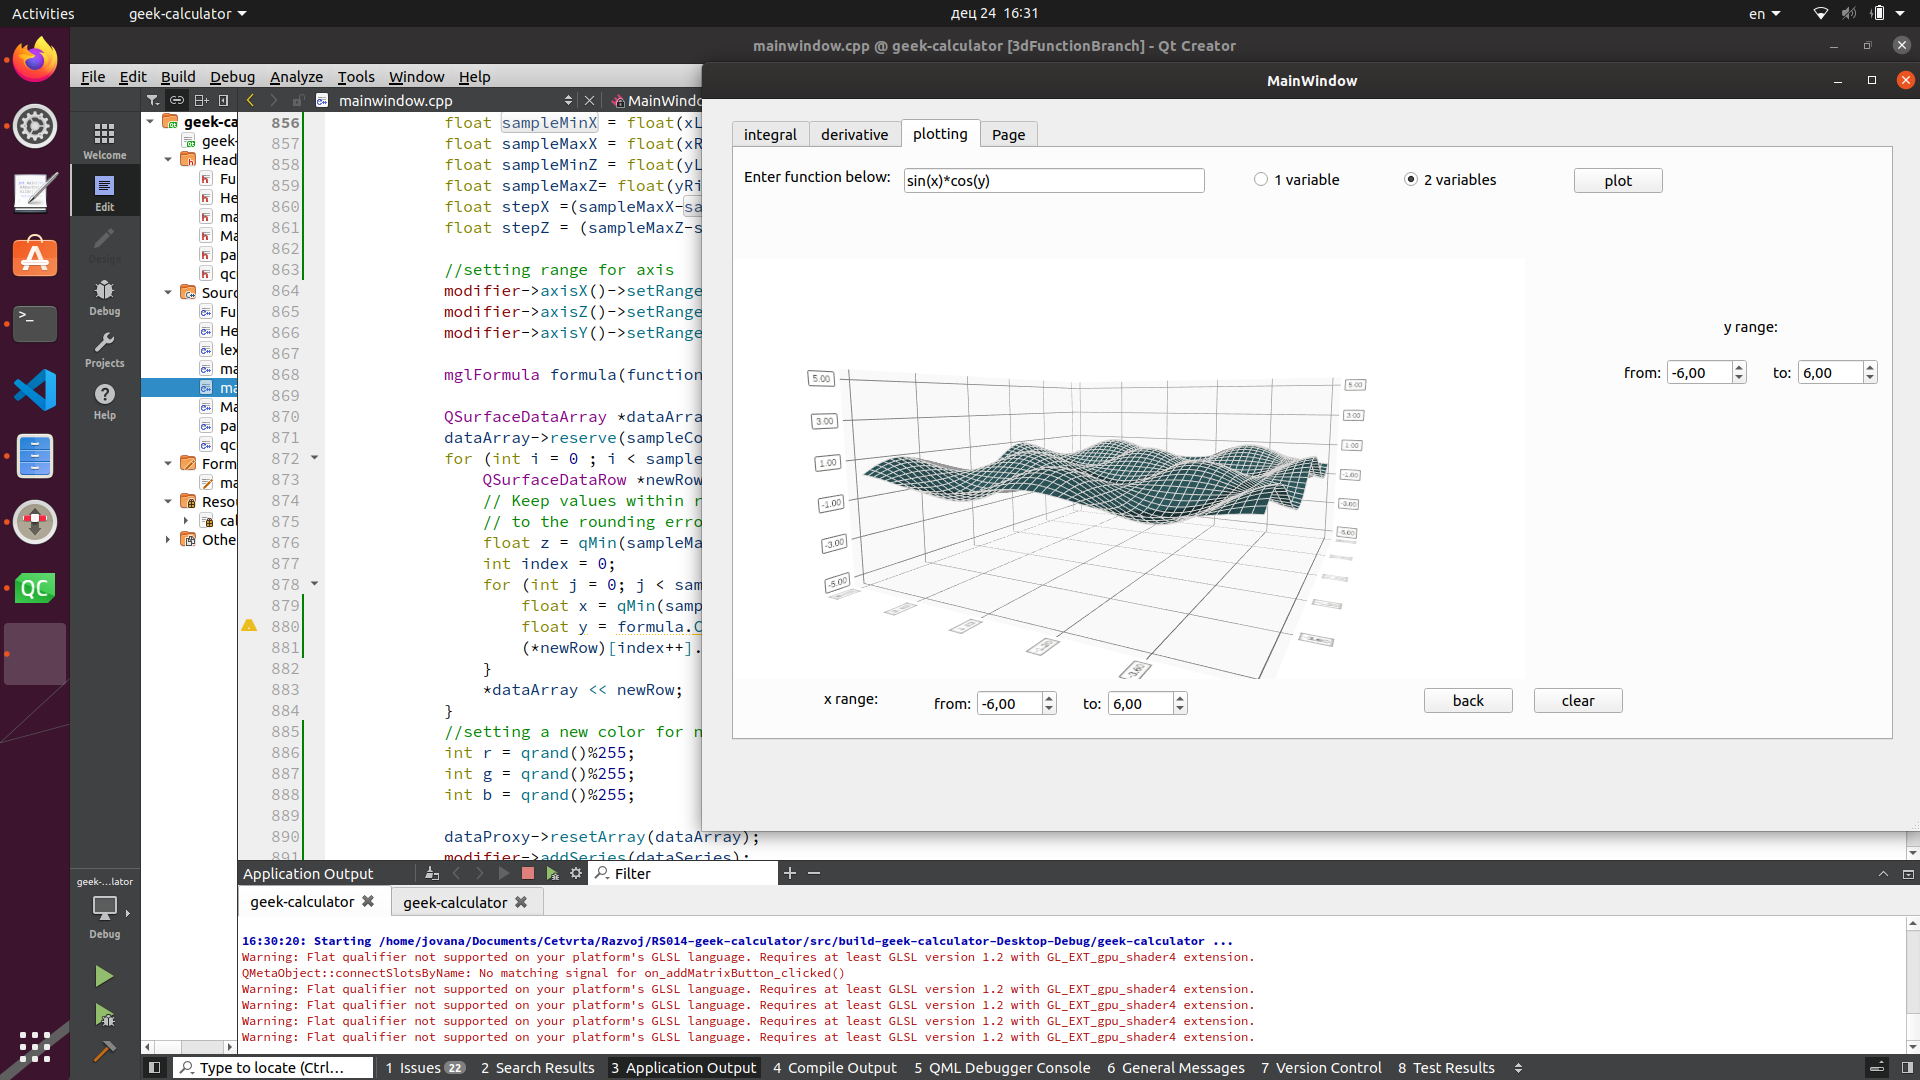 Activities
geek-calculator
дец 24 16:31
en
mainwindow.cpp @ geek-calculator [3dFunctionBranch] - Qt Creator
File Edit Build Debug Analyze Tools Window Help
MainWindow
mainwindow.cpp
Welcome
Edit
Design
Debug
Projects
Help
geek-ca
geek-
Head
Fu
He
ma
Ma
pa
qc
Sourc
Fu
He
lex
ma
ma
Ma
pa
qc
Form
ma
Resou
cal
Othe
856 float sampleMinX = float(xL
857 float sampleMaxX = float(xR
858 float sampleMinZ = float(yL
859 float sampleMaxZ= float(yRi
860 float stepX =(sampleMaxX-sa
861 float stepZ = (sampleMaxZ-s
862
863 //setting range for axis
864 modifier->axisX()->setRange
865 modifier->axisZ()->setRange
866 modifier->axisY()->setRange
867
868 mglFormula formula(function
869
870 QSurfaceDataArray *dataArra
871 dataArray->reserve(sampleCo
872 for (int i = 0 ; i < sample
873 QSurfaceDataRow *newRow
874 // Keep values within r
875 // to the rounding erro
876 float z = qMin(sampleMa
877 int index = 0;
878 for (int j = 0; j < sam
879 float x = qMin(samp
880 float y = formula.C
881 (*newRow)[index++].
882 }
883 *dataArray << newRow;
884 }
885 //setting a new color for n
886 int r = qrand()%255;
887 int g = qrand()%255;
888 int b = qrand()%255;
889
890 dataProxy->resetArray(dataArray);
891 modifier->addSeries(dataSeries);
MainWindow
integral derivative plotting Page
Enter function below: sin(x)*cos(y) 1 variable 2 variables plot
y range:
from: -6,00 to: 6,00
5.00
3.00
1.00
-1.00
-3.00
-5.00
5.00
3.00
1.00
-1.00
-3.00
-5.00
x range: from: -6,00 to: 6,00 back clear
Application Output
Filter
geek-calculator geek-calculator
16:30:20: Starting /home/jovana/Documents/Cetvrta/Razvoj/RS014-geek-calculator/src/build-geek-calculator-Desktop-Debug/geek-calculator ...
Warning: Flat qualifier not supported on your platform's GLSL language. Requires at least GLSL version 1.2 with GL_EXT_gpu_shader4 extension.
QMetaObject::connectSlotsByName: No matching signal for on_addMatrixButton_clicked()
Warning: Flat qualifier not supported on your platform's GLSL language. Requires at least GLSL version 1.2 with GL_EXT_gpu_shader4 extension.
Warning: Flat qualifier not supported on your platform's GLSL language. Requires at least GLSL version 1.2 with GL_EXT_gpu_shader4 extension.
Warning: Flat qualifier not supported on your platform's GLSL language. Requires at least GLSL version 1.2 with GL_EXT_gpu_shader4 extension.
Warning: Flat qualifier not supported on your platform's GLSL language. Requires at least GLSL version 1.2 with GL_EXT_gpu_shader4 extension.
geek-...lator
Debug
QC
Type to locate (Ctrl...
1 Issues 22 2 Search Results 3 Application Output 4 Compile Output 5 QML Debugger Console 6 General Messages 7 Version Control 8 Test Results